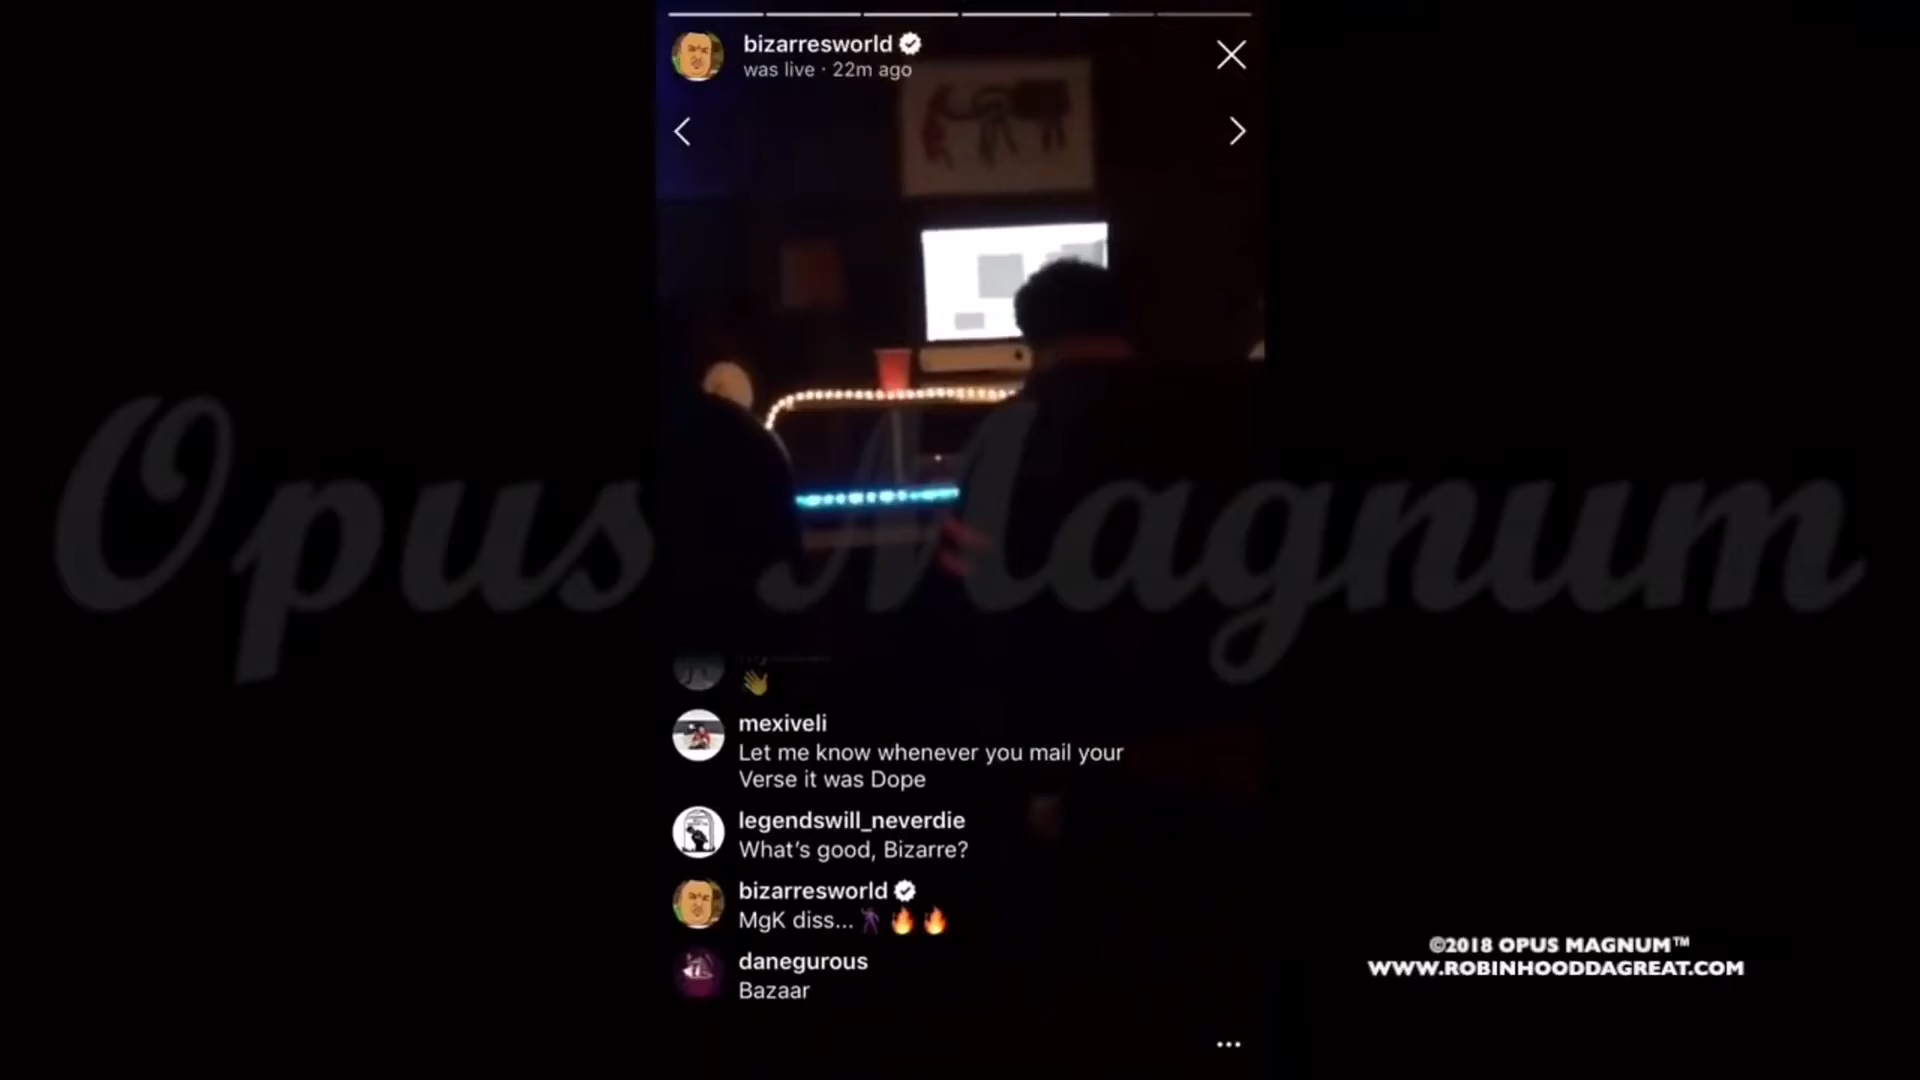 bizarresworld
was live · 22m ago
Opus Magnum
👋
mexiveli
Let me know whenever you mail your
Verse it was Dope
legendswill_neverdie
What's good, Bizarre?
bizarresworld
MgK diss...🕺🔥🔥
danegurous
Bazaar
©2018 OPUS MAGNUM™
WWW.ROBINHOODDAGREAT.COM